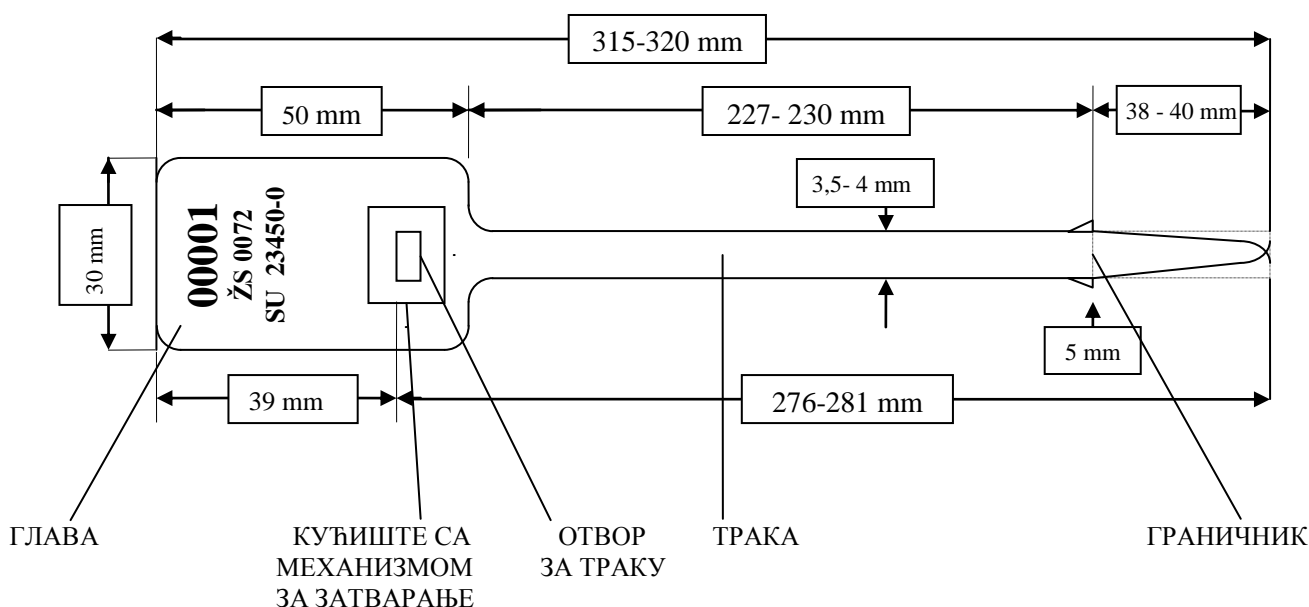 315-320 mm
50 mm
227- 230 mm
38 - 40 mm
3,5- 4 mm
30 mm
00001
ŽS 0072
SU 23450-0
5 mm
39 mm
276-281 mm
ГЛАВА
КУЋИШТЕ СА
МЕХАНИЗМОМ
ЗА ЗАТВАРАЊЕ
ОТВОР
ЗА ТРАКУ
ТРАКА
ГРАНИЧНИК